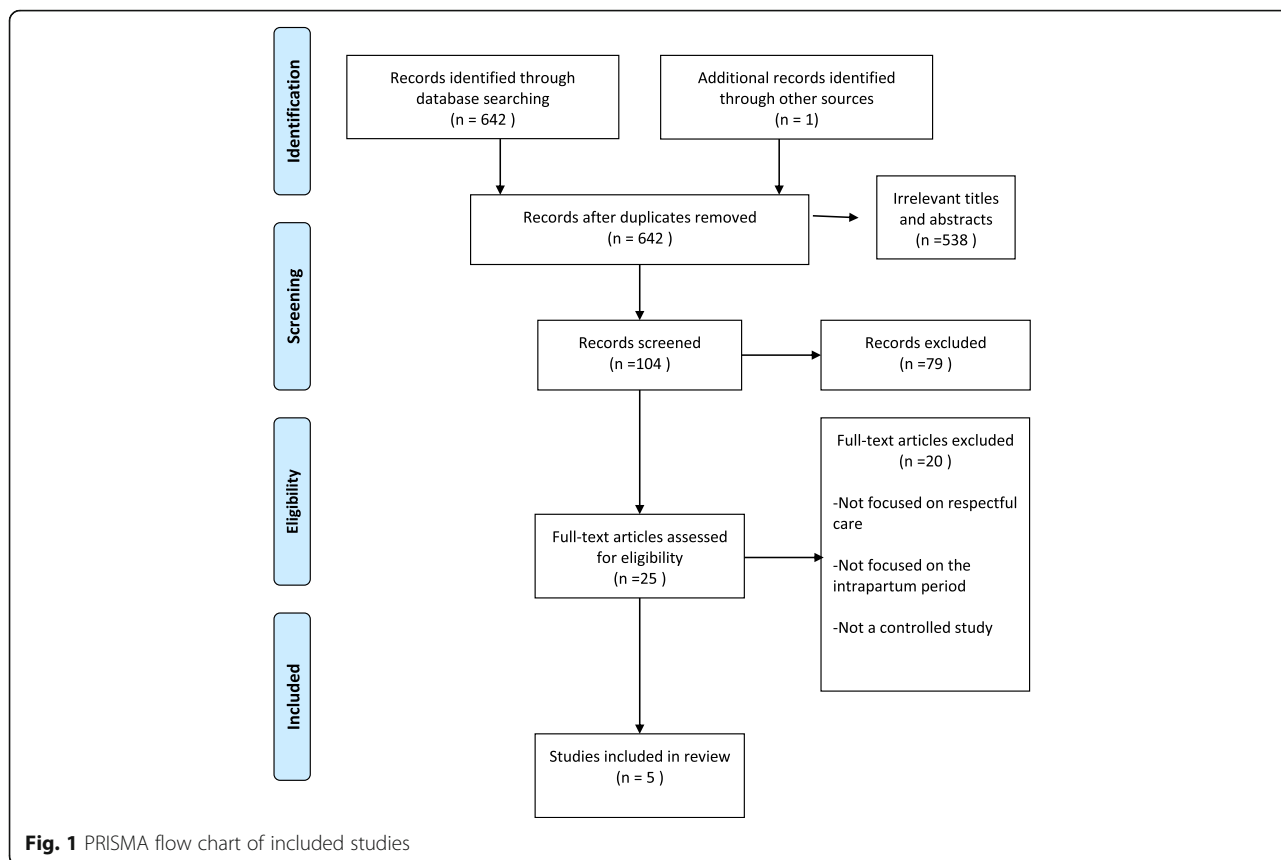 Identification
Records identified through
database searching
(n = 642 )
Additional records identified
through other sources
(n = 1)
Records after duplicates removed
(n = 642 )
Irrelevant titles
and abstracts
(n =538 )
Screening
Records screened
(n =104 )
Records excluded
(n =79 )
Eligibility
Full-text articles assessed
for eligibility
(n =25 )
Full-text articles excluded
(n =20 )
-Not focused on respectful
care
-Not focused on the
intrapartum period
-Not a controlled study
Included
Studies included in review
(n = 5 )
Fig. 1 PRISMA flow chart of included studies